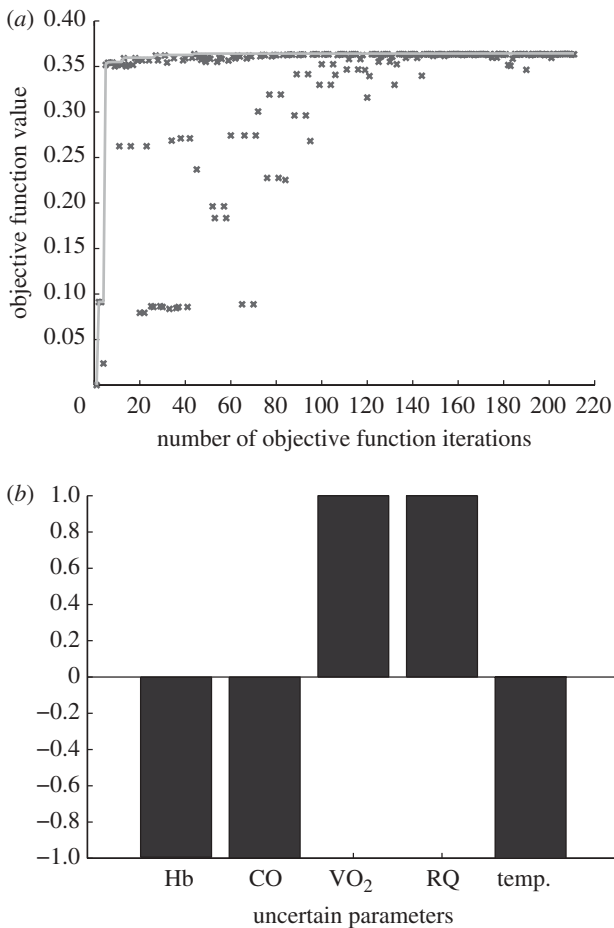 (a)
0.40
0.35
0.30
0.25
0.20
0.15
0.10
0.05
0 20 40 60 80 100 120 140 160 180 200 220
objective function value
number of objective function iterations
(b)
1.0
0.8
0.6
0.4
0.2
0
−0.2
−0.4
−0.6
−0.8
−1.0
Hb CO VO₂ RQ temp.
uncertain parameters